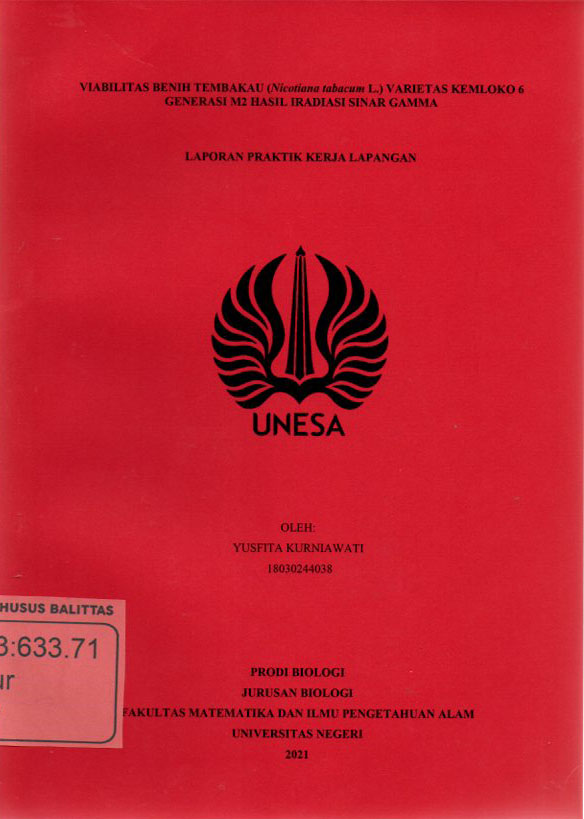 VIABILITAS BENIH TEMBAKAU (Nicotiana tabacum L.) VARIETAS KEMLOKO 6
GENERASI M2 HASIL IRADIASI SINAR GAMMA
LAPORAN PRAKTIK KERJA LAPANGAN
UNESA
OLEH:
YUSFITA KURNIAWATI
18030244038
HUSUS BALITTAS
3:633.71
ur
PRODI BIOLOGI
JURUSAN BIOLOGI
FAKULTAS MATEMATIKA DAN ILMU PENGETAHUAN ALAM
UNIVERSITAS NEGERI
2021